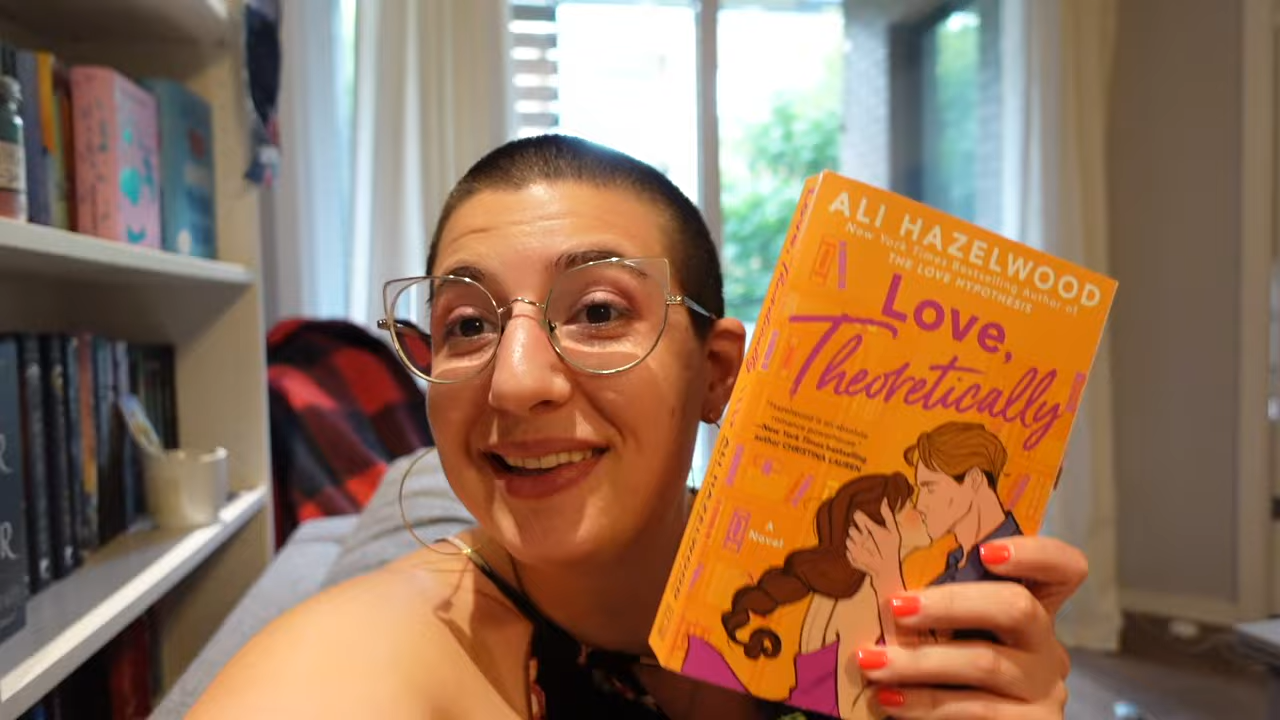 ALI HAZELWOOD
New York Times Bestselling Author of
THE LOVE HYPOTHESIS
Love,
Theoretically
"Hazelwood is an absolute
romance powerhouse."
—New York Times bestselling
author CHRISTINA LAUREN
A
Novel